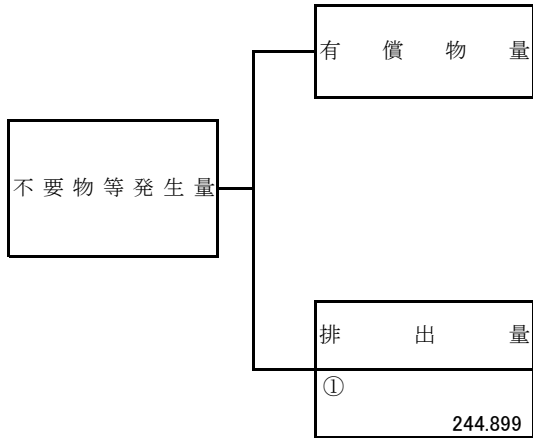 有償物量
不要物等発生量
排出量
①
244.899